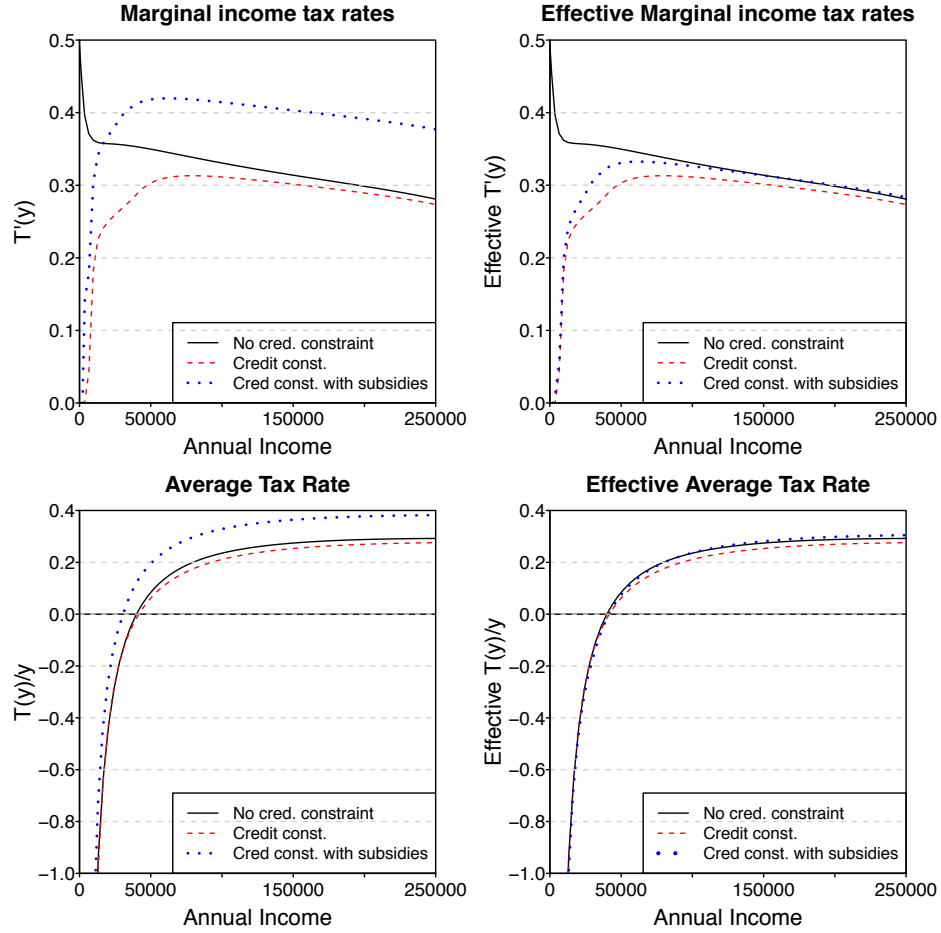 Marginal income tax rates
0.5
0.4
0.3
0.2
0.1
0.0
T'(y)
No cred. constraint
Credit const.
Cred const. with subsidies
0
50000
150000
250000
Annual Income
Effective Marginal income tax rates
0.5
0.4
0.3
0.2
0.1
0.0
Effective T'(y)
No cred. constraint
Credit const.
Cred const. with subsidies
0
50000
150000
250000
Annual Income
Average Tax Rate
0.4
0.2
0.0
−0.2
−0.4
−0.6
−0.8
−1.0
T(y)/y
No cred. constraint
Credit const.
Cred const. with subsidies
0
50000
150000
250000
Annual Income
Effective Average Tax Rate
0.4
0.2
0.0
−0.2
−0.4
−0.6
−0.8
−1.0
Effective T(y)/y
No cred. constraint
Credit const.
Cred const. with subsidies
0
50000
150000
250000
Annual Income